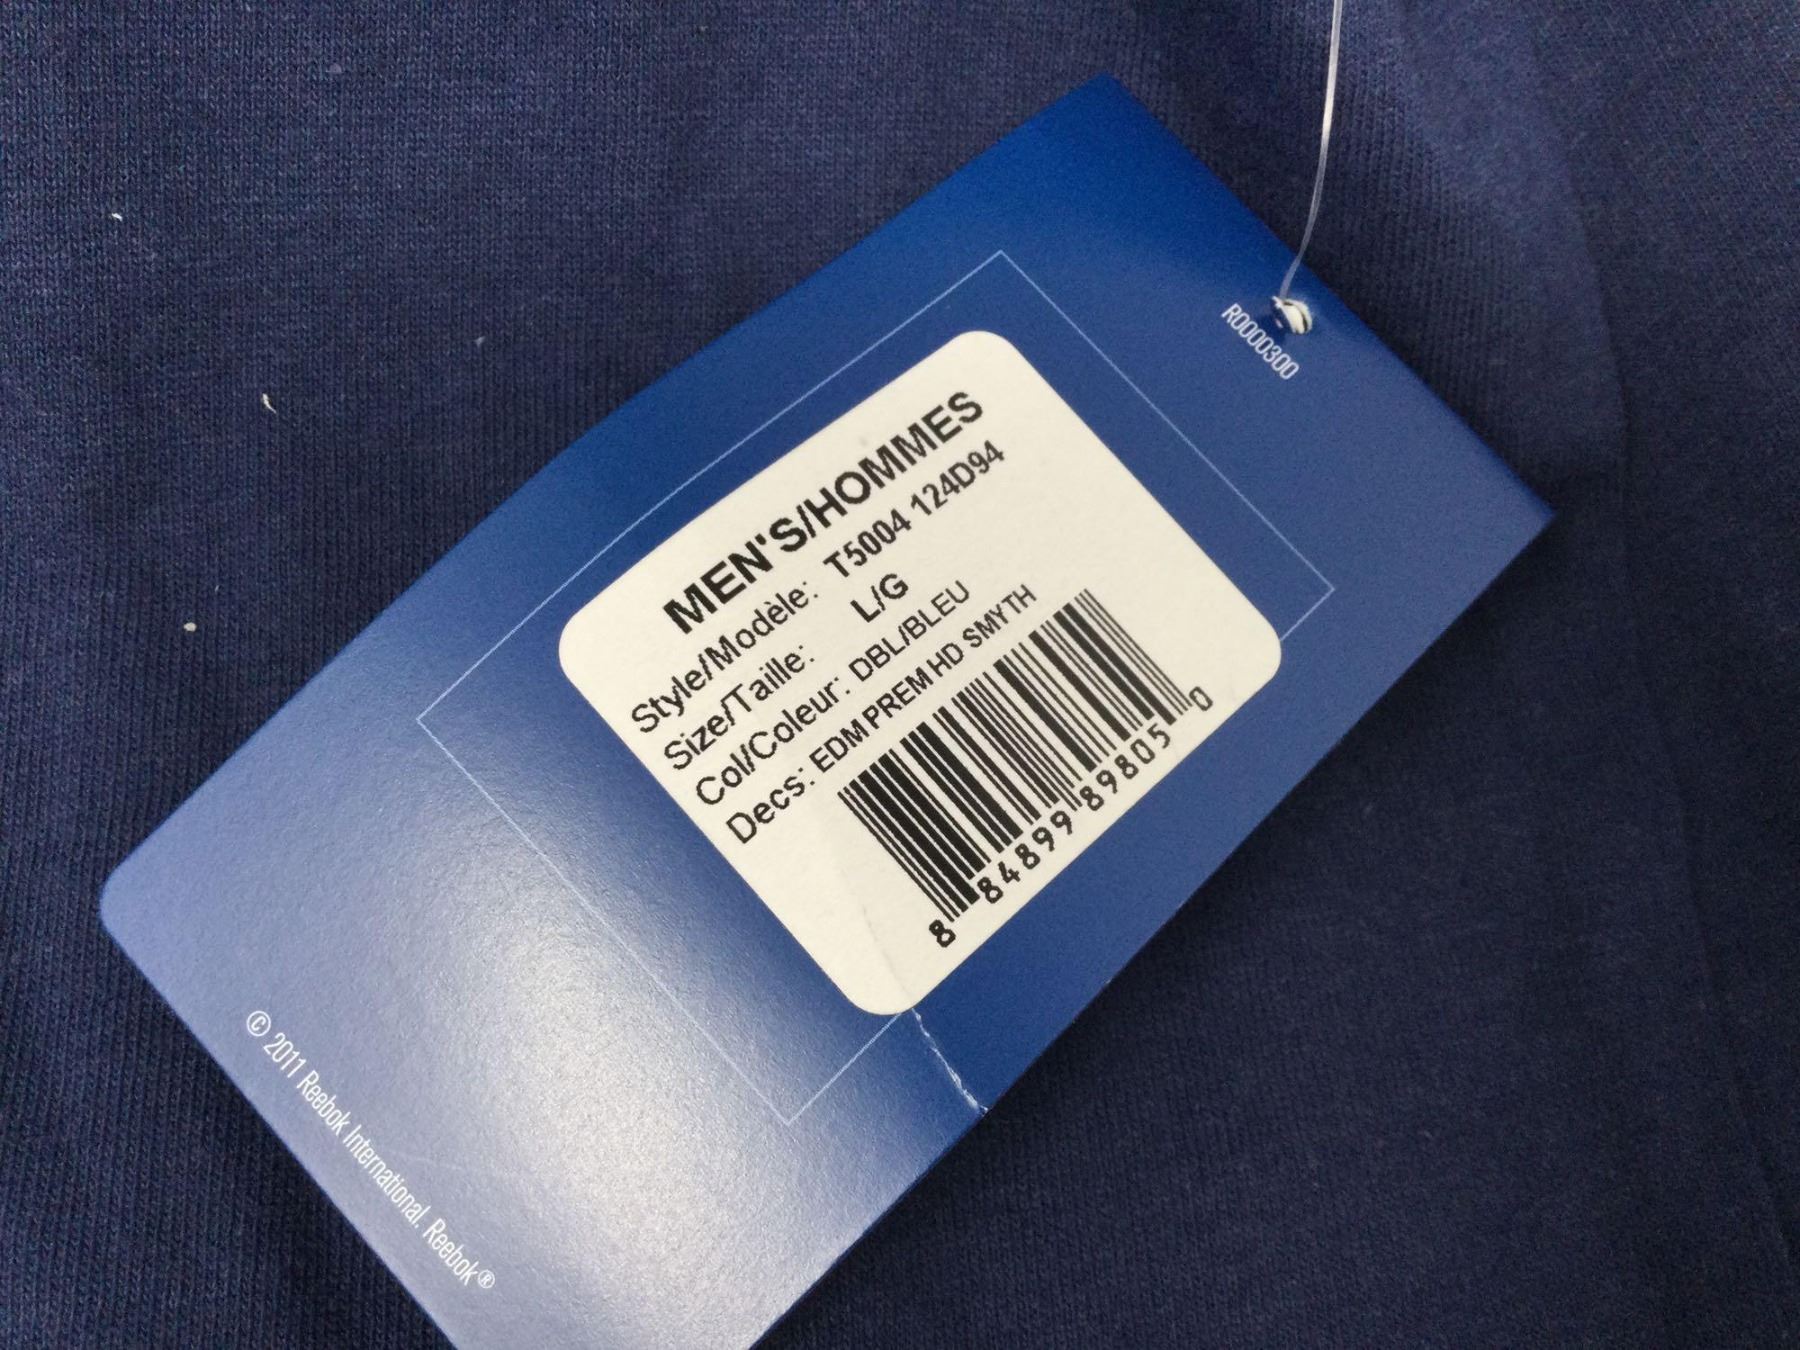 R0000300
MEN'S/HOMMES
Style/Modèle: T5004 124D94
Size/Taille: L/G
Col/Coleur: DBL/BLEU
Decs: EDM PREM HD SMYTH
8 84899 89805 0
© 2011 Reebok International. Reebok®